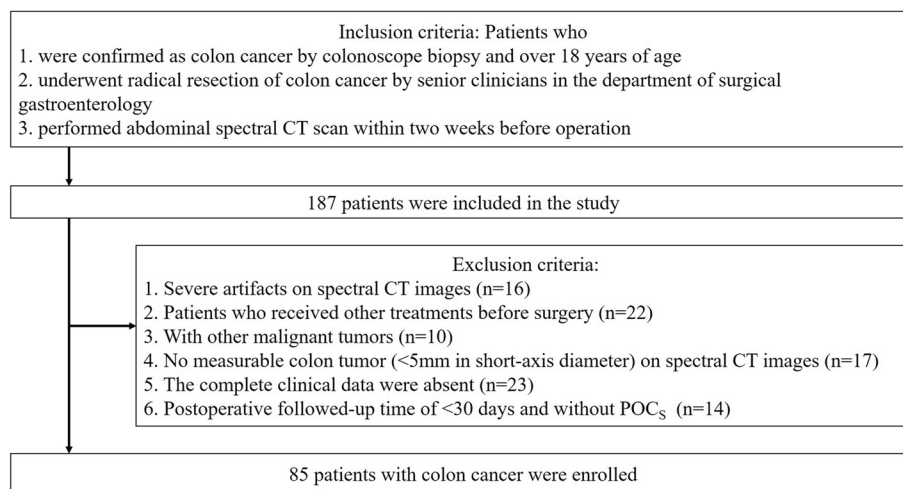 Inclusion criteria: Patients who
1. were confirmed as colon cancer by colonoscope biopsy and over 18 years of age
2. underwent radical resection of colon cancer by senior clinicians in the department of surgical
gastroenterology
3. performed abdominal spectral CT scan within two weeks before operation
187 patients were included in the study
Exclusion criteria:
1. Severe artifacts on spectral CT images (n=16)
2. Patients who received other treatments before surgery (n=22)
3. With other malignant tumors (n=10)
4. No measurable colon tumor (<5mm in short-axis diameter) on spectral CT images (n=17)
5. The complete clinical data were absent (n=23)
6. Postoperative followed-up time of <30 days and without POCS (n=14)
85 patients with colon cancer were enrolled